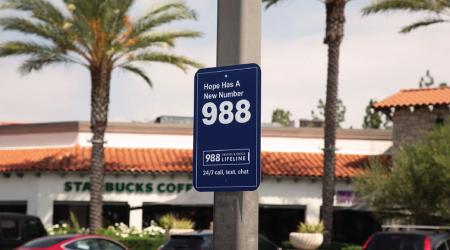 Hope Has A
New Number
988
988 SUICIDE & CRISIS
LIFELINE
24/7 call, text, chat
STARBUCKS COFF